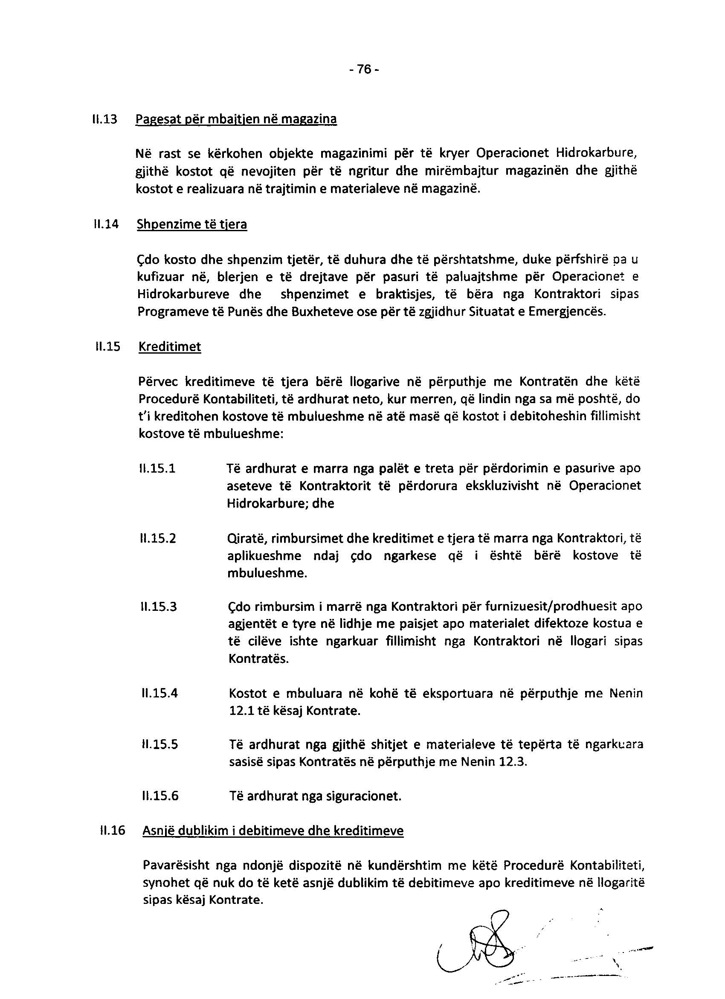 - 76 -
II.13 Pagesat për mbajtjen në magazina
Në rast se kërkohen objekte magazinimi për të kryer Operacionet Hidrokarbure,
gjithë kostot që nevojiten për të ngritur dhe mirëmbajtur magazinën dhe gjithë
kostot e realizuara në trajtimin e materialeve në magazinë.
II.14 Shpenzime të tjera
Çdo kosto dhe shpenzim tjetër, të duhura dhe të përshtatshme, duke përfshirë pa u
kufizuar në, blerjen e të drejtave për pasuri të paluajtshme për Operacionet e
Hidrokarbureve dhe shpenzimet e braktisjes, të bëra nga Kontraktori sipas
Programeve të Punës dhe Buxheteve ose për të zgjidhur Situatat e Emergjencës.
II.15 Kreditimet
Përvec kreditimeve të tjera bërë llogarive në përputhje me Kontratën dhe këtë
Procedurë Kontabiliteti, të ardhurat neto, kur merren, që lindin nga sa më poshtë, do
t'i kreditohen kostove të mbulueshme në atë masë që kostot i debitoheshin fillimisht
kostove të mbulueshme:
II.15.1 Të ardhurat e marra nga palët e treta për përdorimin e pasurive apo
aseteve të Kontraktorit të përdorura ekskluzivisht në Operacionet
Hidrokarbure; dhe
II.15.2 Qiratë, rimbursimet dhe kreditimet e tjera të marra nga Kontraktori, të
aplikueshme ndaj çdo ngarkese që i është bërë kostove të
mbulueshme.
II.15.3 Çdo rimbursim i marrë nga Kontraktori për furnizuesit/prodhuesit apo
agjentët e tyre në lidhje me paisjet apo materialet difektoze kostua e
të cilëve ishte ngarkuar fillimisht nga Kontraktori në llogari sipas
Kontratës.
II.15.4 Kostot e mbuluara në kohë të eksportuara në përputhje me Nenin
12.1 të kësaj Kontrate.
II.15.5 Të ardhurat nga gjithë shitjet e materialeve të tepërta të ngarkuara
sasisë sipas Kontratës në përputhje me Nenin 12.3.
II.15.6 Të ardhurat nga siguracionet.
II.16 Asnjë dublikim i debitimeve dhe kreditimeve
Pavarësisht nga ndonjë dispozitë në kundërshtim me këtë Procedurë Kontabiliteti,
synohet që nuk do të ketë asnjë dublikim të debitimeve apo kreditimeve në llogaritë
sipas kësaj Kontrate.